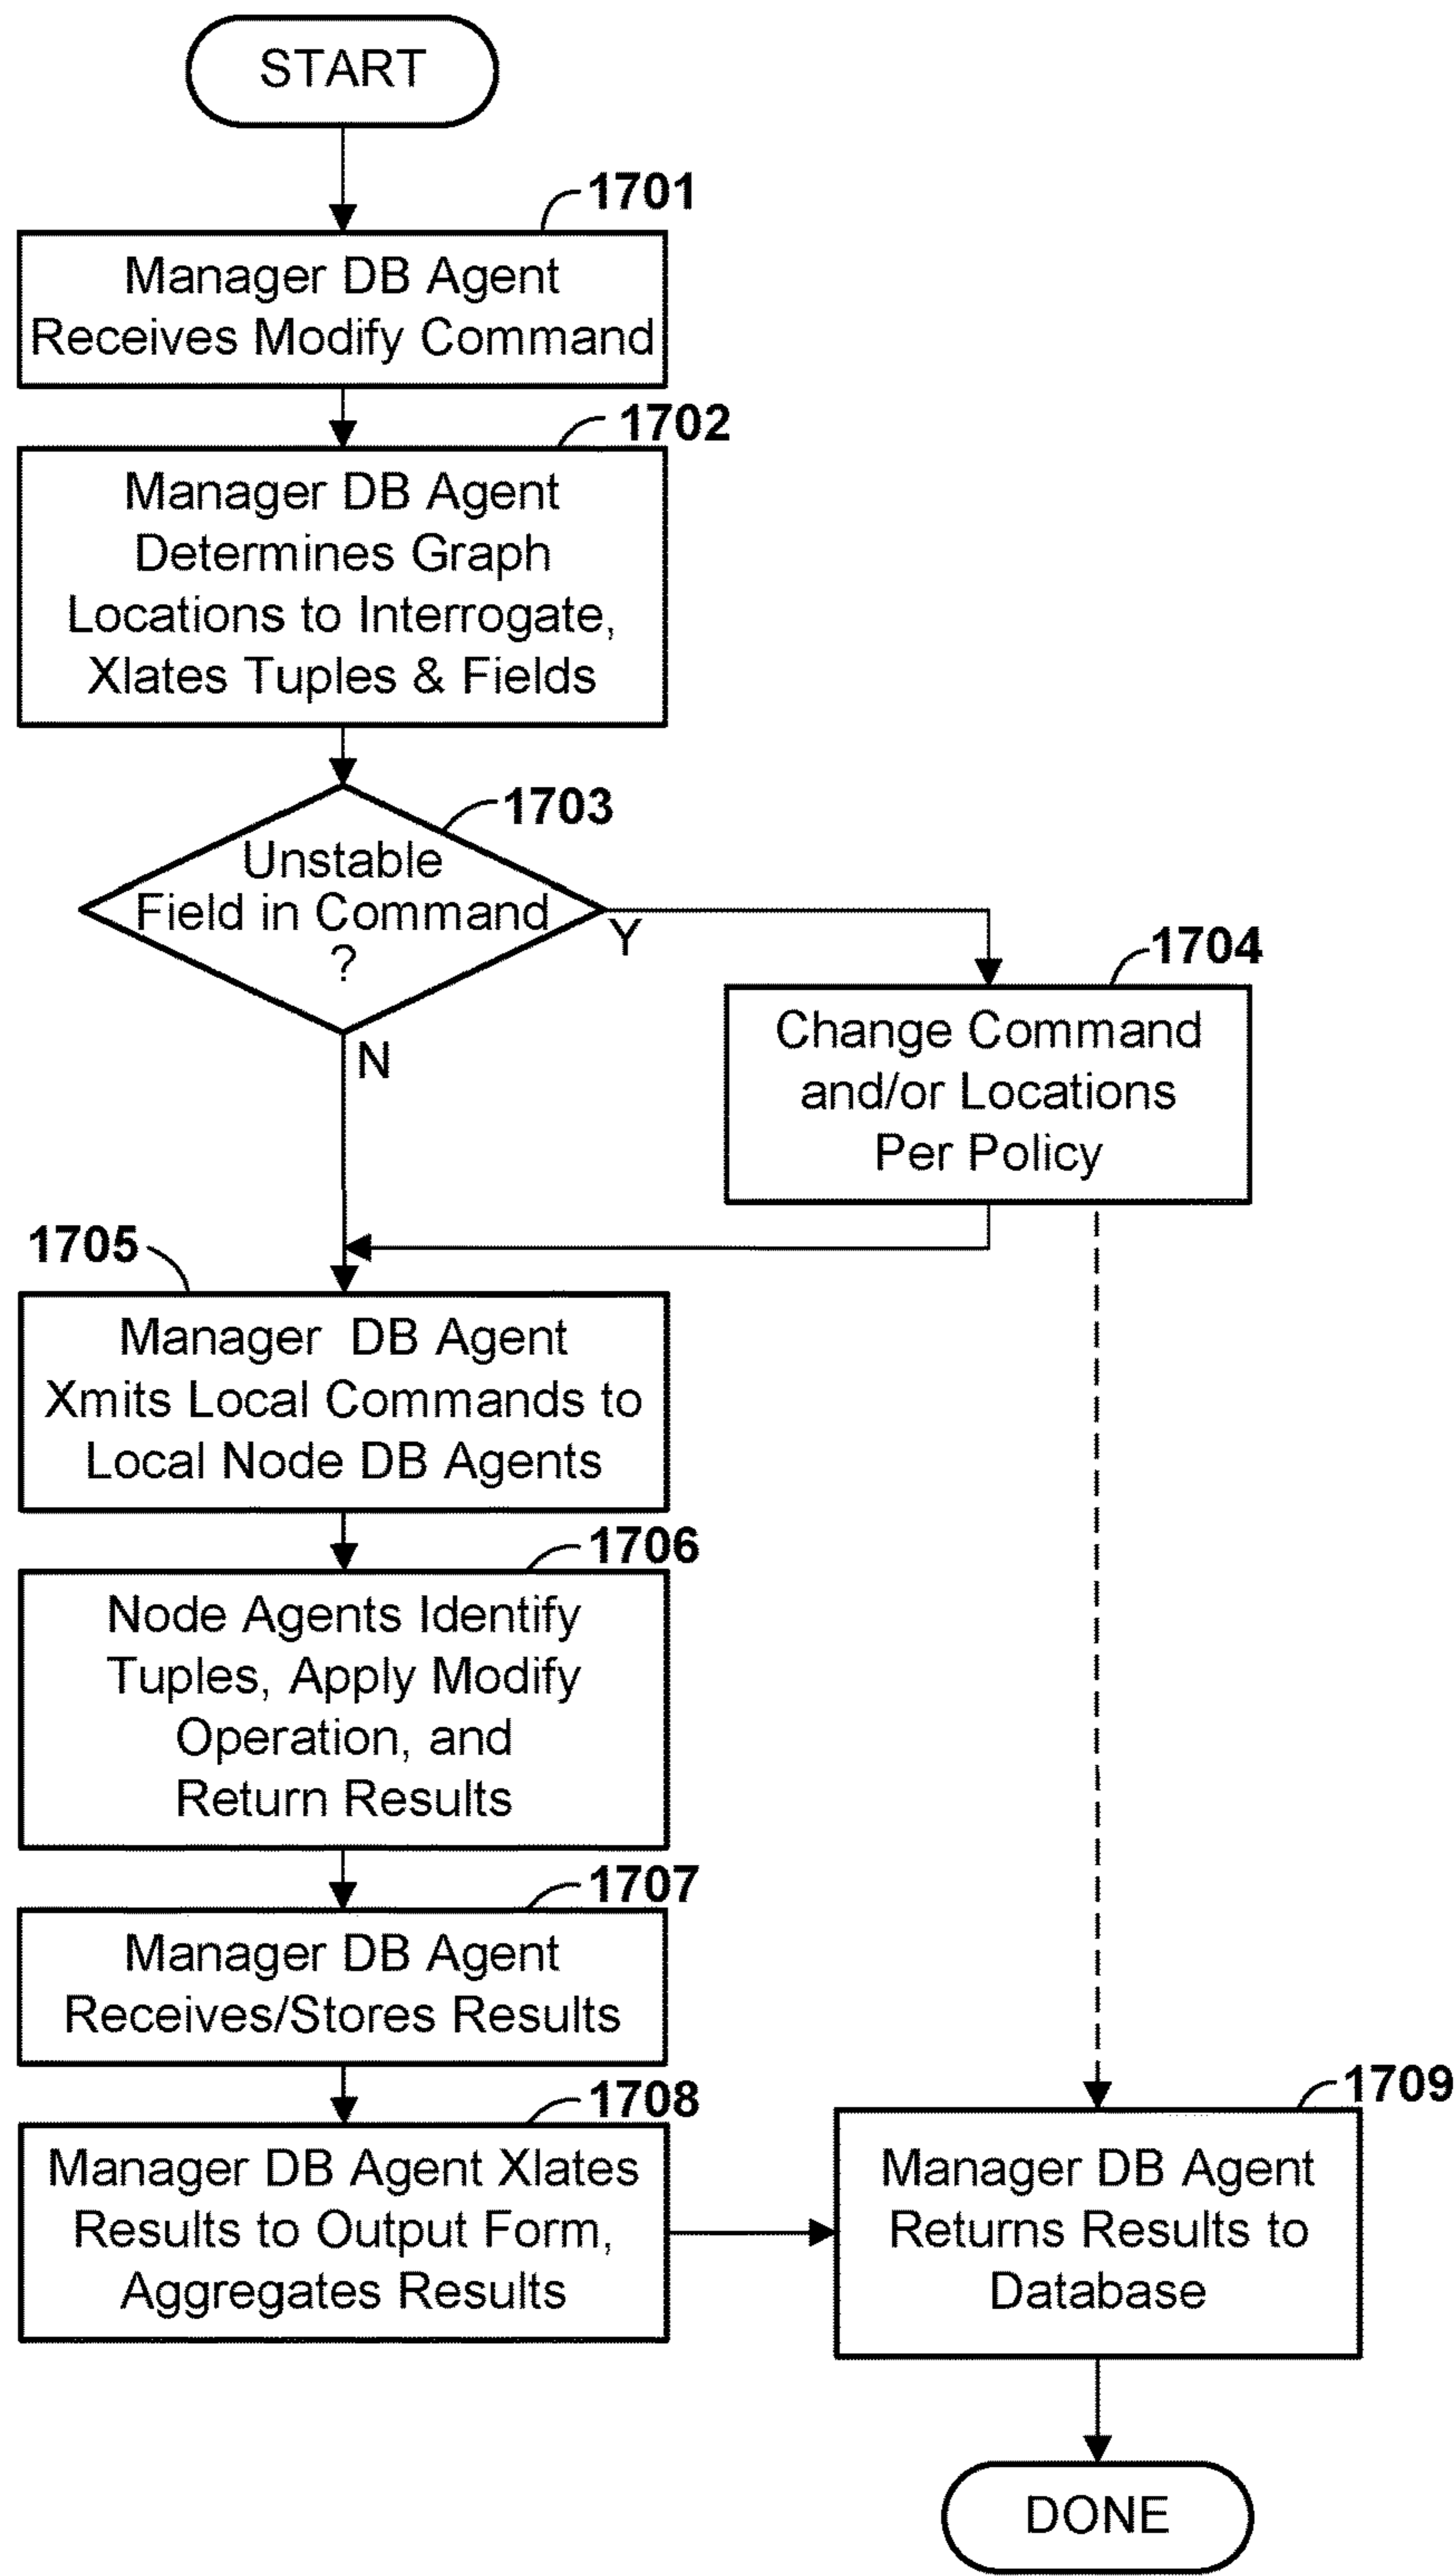 START
1701
Manager DB Agent
Receives Modify Command
1702
Manager DB Agent
Determines Graph
Locations to Interrogate,
Xlates Tuples & Fields
1703
Unstable
Field in Command
?
Y
N
1704
Change Command
and/or Locations
Per Policy
1705
Manager DB Agent
Xmits Local Commands to
Local Node DB Agents
1706
Node Agents Identify
Tuples, Apply Modify
Operation, and
Return Results
1707
Manager DB Agent
Receives/Stores Results
1708
Manager DB Agent Xlates
Results to Output Form,
Aggregates Results
1709
Manager DB Agent
Returns Results to
Database
DONE